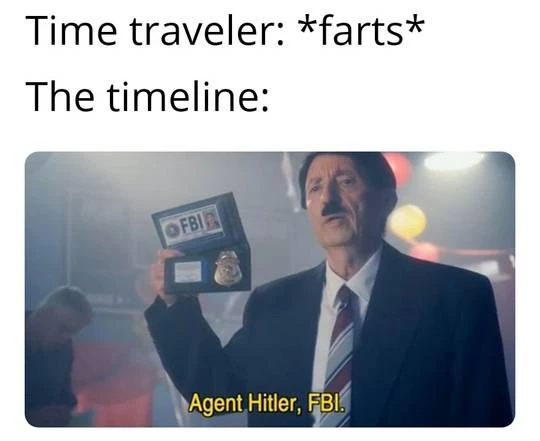 Time traveler: *farts*
The timeline:
FBI
Agent Hitler, FBI.